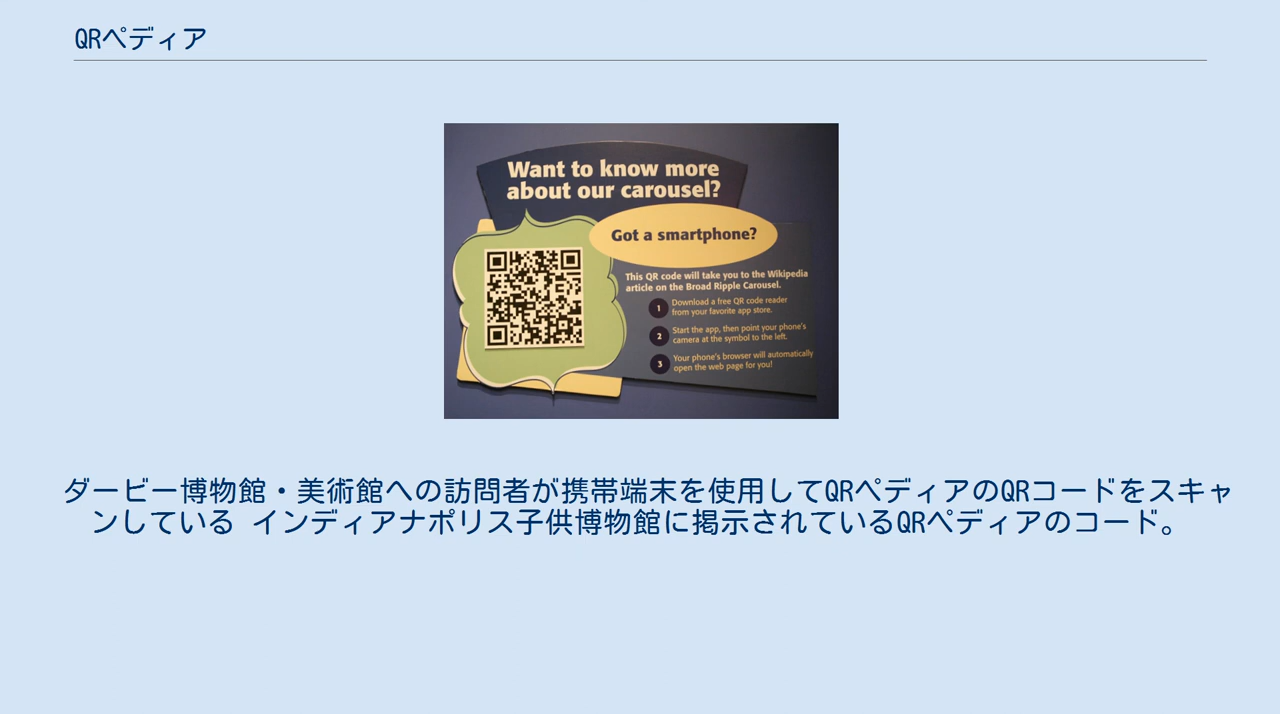 QRペディア
Want to know more
about our carousel?
Got a smartphone?
This QR code will take you to the Wikipedia
article on the Broad Ripple Carousel.
1 Download a free QR code reader
from your favorite app store.
2 Start the app, then point your phone's
camera at the symbol to the left.
3 Your phone's browser will automatically
open the web page for you!
ダービー博物館・美術館への訪問者が携帯端末を使用してQRペディアのQRコードをスキャ
ンしている インディアナポリス子供博物館に掲示されているQRペディアのコード。